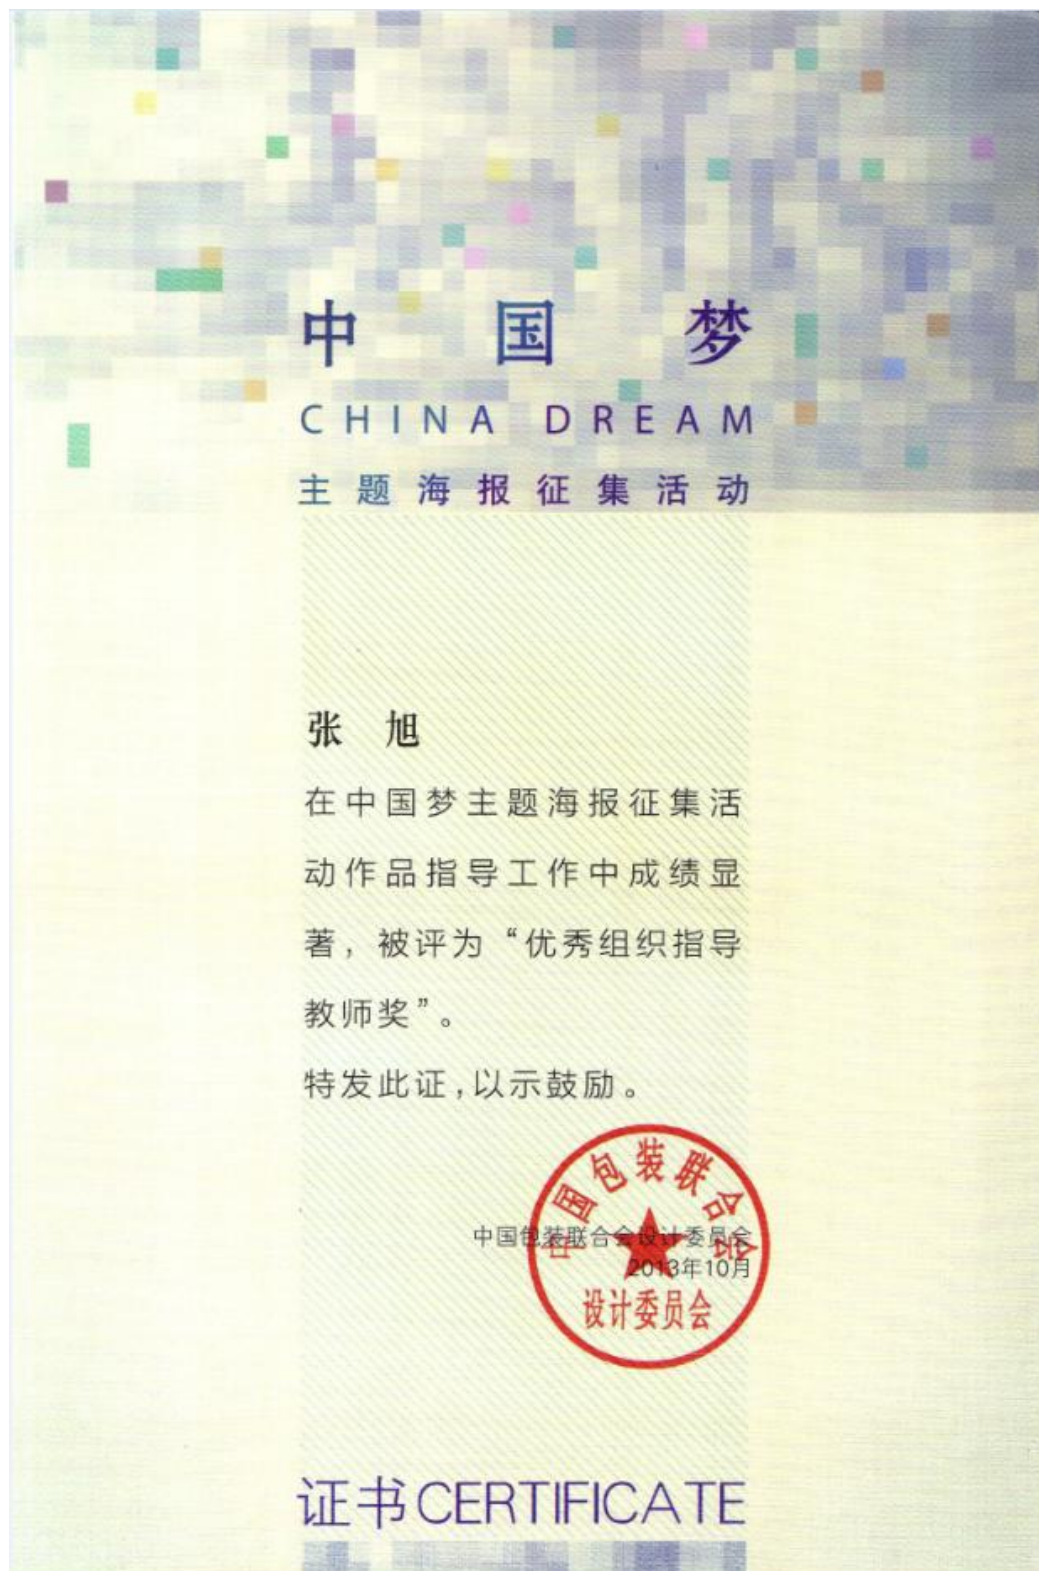 中国梦
CHINA DREAM
主题海报征集活动
张 旭
在中国梦主题海报征集活
动作品指导工作中成绩显
著，被评为“优秀组织指导
教师奖”。
特发此证,以示鼓励。
中国包装联合会设计委员会
2013年10月
中国包装联合会
设计委员会
证书CERTIFICATE